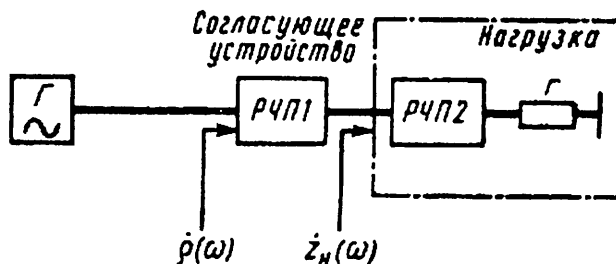 Согласующее
устройство
Нагрузка
Г
РЧП1
РЧП2
r
ρ̇(ω)
ż_н(ω)